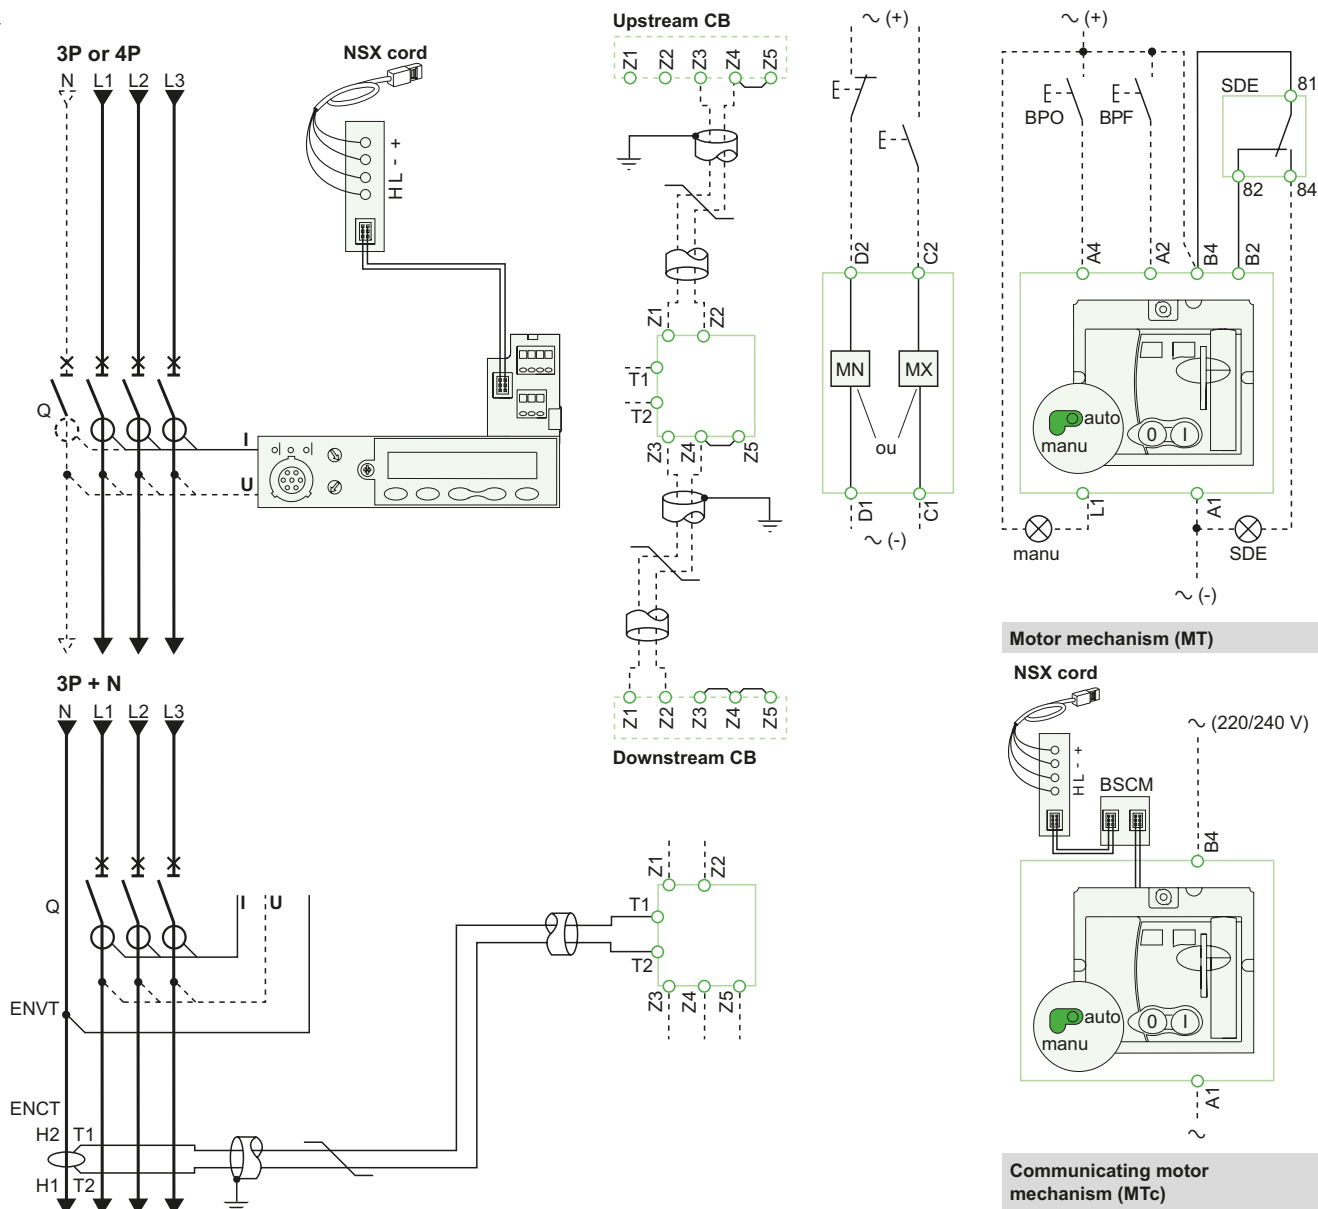 3P or 4P
N L1 L2 L3
NSX cord
H L - +
Q
I
U
Upstream CB
Z1 Z2 Z3 Z4 Z5
Z1 Z2
T1
T2
Z3 Z4 Z5
Z1 Z2 Z3 Z4 Z5
Downstream CB
∼ (+)
D2 C2
MN MX
ou
D1 C1
∼ (-)
∼ (+)
BPO BPF
SDE 81
82 84
A4 A2 B4 B2
auto
manu
0 I
L1 A1
manu SDE
∼ (-)
Motor mechanism (MT)
3P + N
N L1 L2 L3
Q
I U
ENVT
ENCT
H2 T1
H1 T2
Z1 Z2
T1
T2
Z3 Z4 Z5
NSX cord
∼ (220/240 V)
H L - +
BSCM
B4
auto
manu
0 I
A1
∼
Communicating motor
mechanism (MTc)